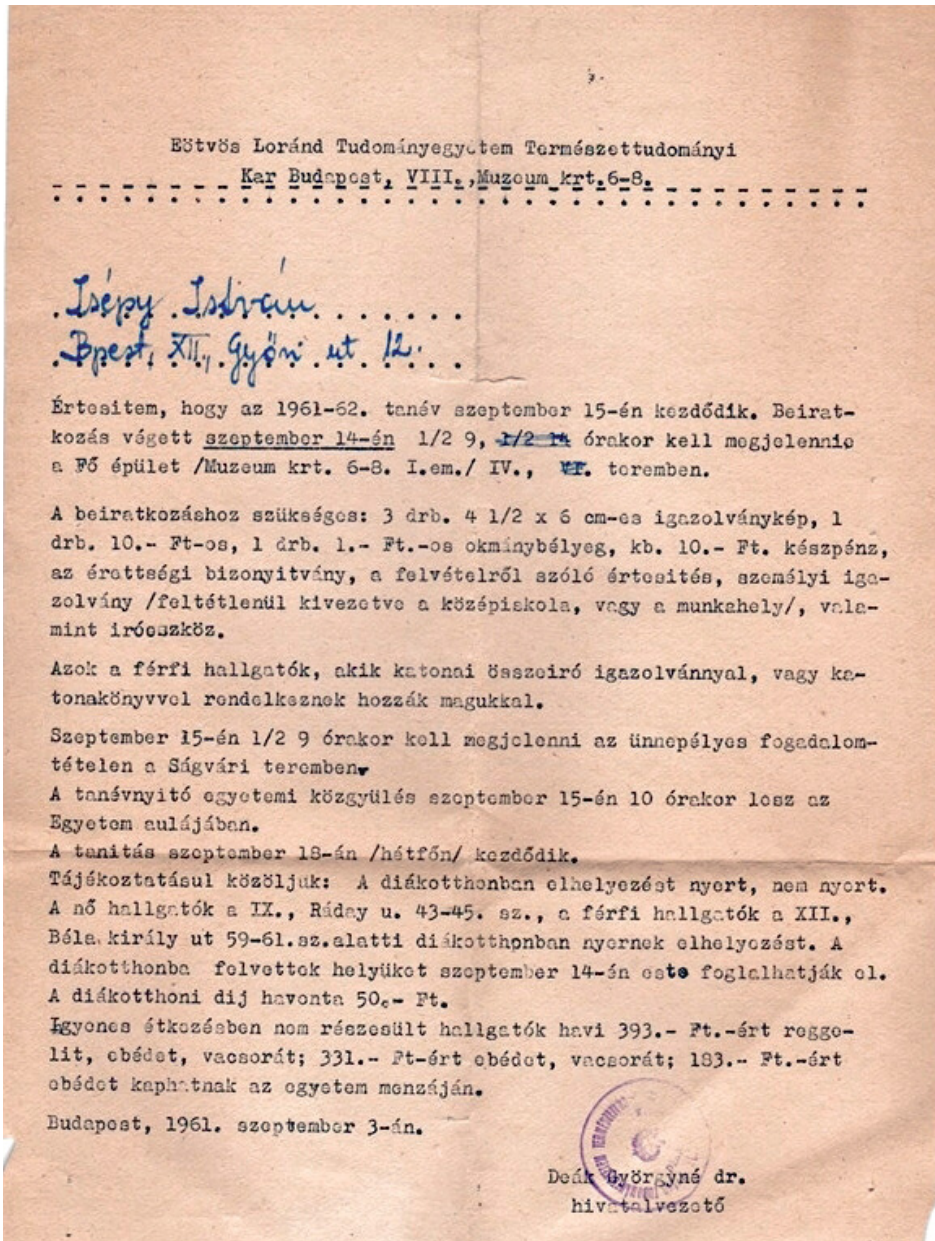 Eötvös Loránd Tudományegyetem Természettudományi
Kar Budapest, VIII.,Muzeum krt.6-8.
Isépy István
Bpest, XII., Győri ut 12.
Értesitem, hogy az 1961-62. tanév szeptember 15-én kezdődik. Beirat-
kozás végett szeptember 14-én 1/2 9, 1/2 14 órakor kell megjelennie
a Fő épület /Muzeum krt. 6-8. I.em./ IV., VI. teremben.
A beiratkozáshoz szükséges: 3 drb. 4 1/2 x 6 cm-es igazolványkép, 1
drb. 10.- Ft-os, 1 drb. 1.- Ft.-os okmánybélyeg, kb. 10.- Ft. készpénz,
az érettségi bizonyitvány, a felvételről szóló értesités, személyi iga-
zolvány /feltétlenül kivezetve a középiskola, vagy a munkahely/, vala-
mint iróeszköz.
Azok a férfi hallgatók, akik katonai összeiró igazolvánnyal, vagy ka-
tonakönyvvel rendelkeznek hozzák magukkal.
Szeptember 15-én 1/2 9 órakor kell megjelenni az ünnepélyes fogadalom-
tételen a Ságvári teremben.
A tanévnyitó egyetemi közgyülés szeptember 15-én 10 órakor lesz az
Egyetem aulájában.
A tanitás szeptember 18-án /hétfőn/ kezdődik.
Tájékoztatásul közöljuk: A diákotthonban elhelyezést nyert, nem nyert.
A nő hallgatók a IX., Ráday u. 43-45. sz., a férfi hallgatók a XII.,
Béla király ut 59-61.sz.alatti diákotthonban nyernek elhelyezést. A
diákotthonba felvettek helyüket szeptember 14-én este foglalhatják el.
A diákotthoni dij havonta 50.- Ft.
Igyenes étkezésben nem részesült hallgatók havi 393.- Ft.-ért regge-
lit, ebédet, vacsorát; 331.- Ft-ért ebédet, vacsorát; 183.- Ft.-ért
ebédet kaphatnak az egyetem menzáján.
Budapest, 1961. szeptember 3-án.
Deák Györgyné dr.
hivatalvezető